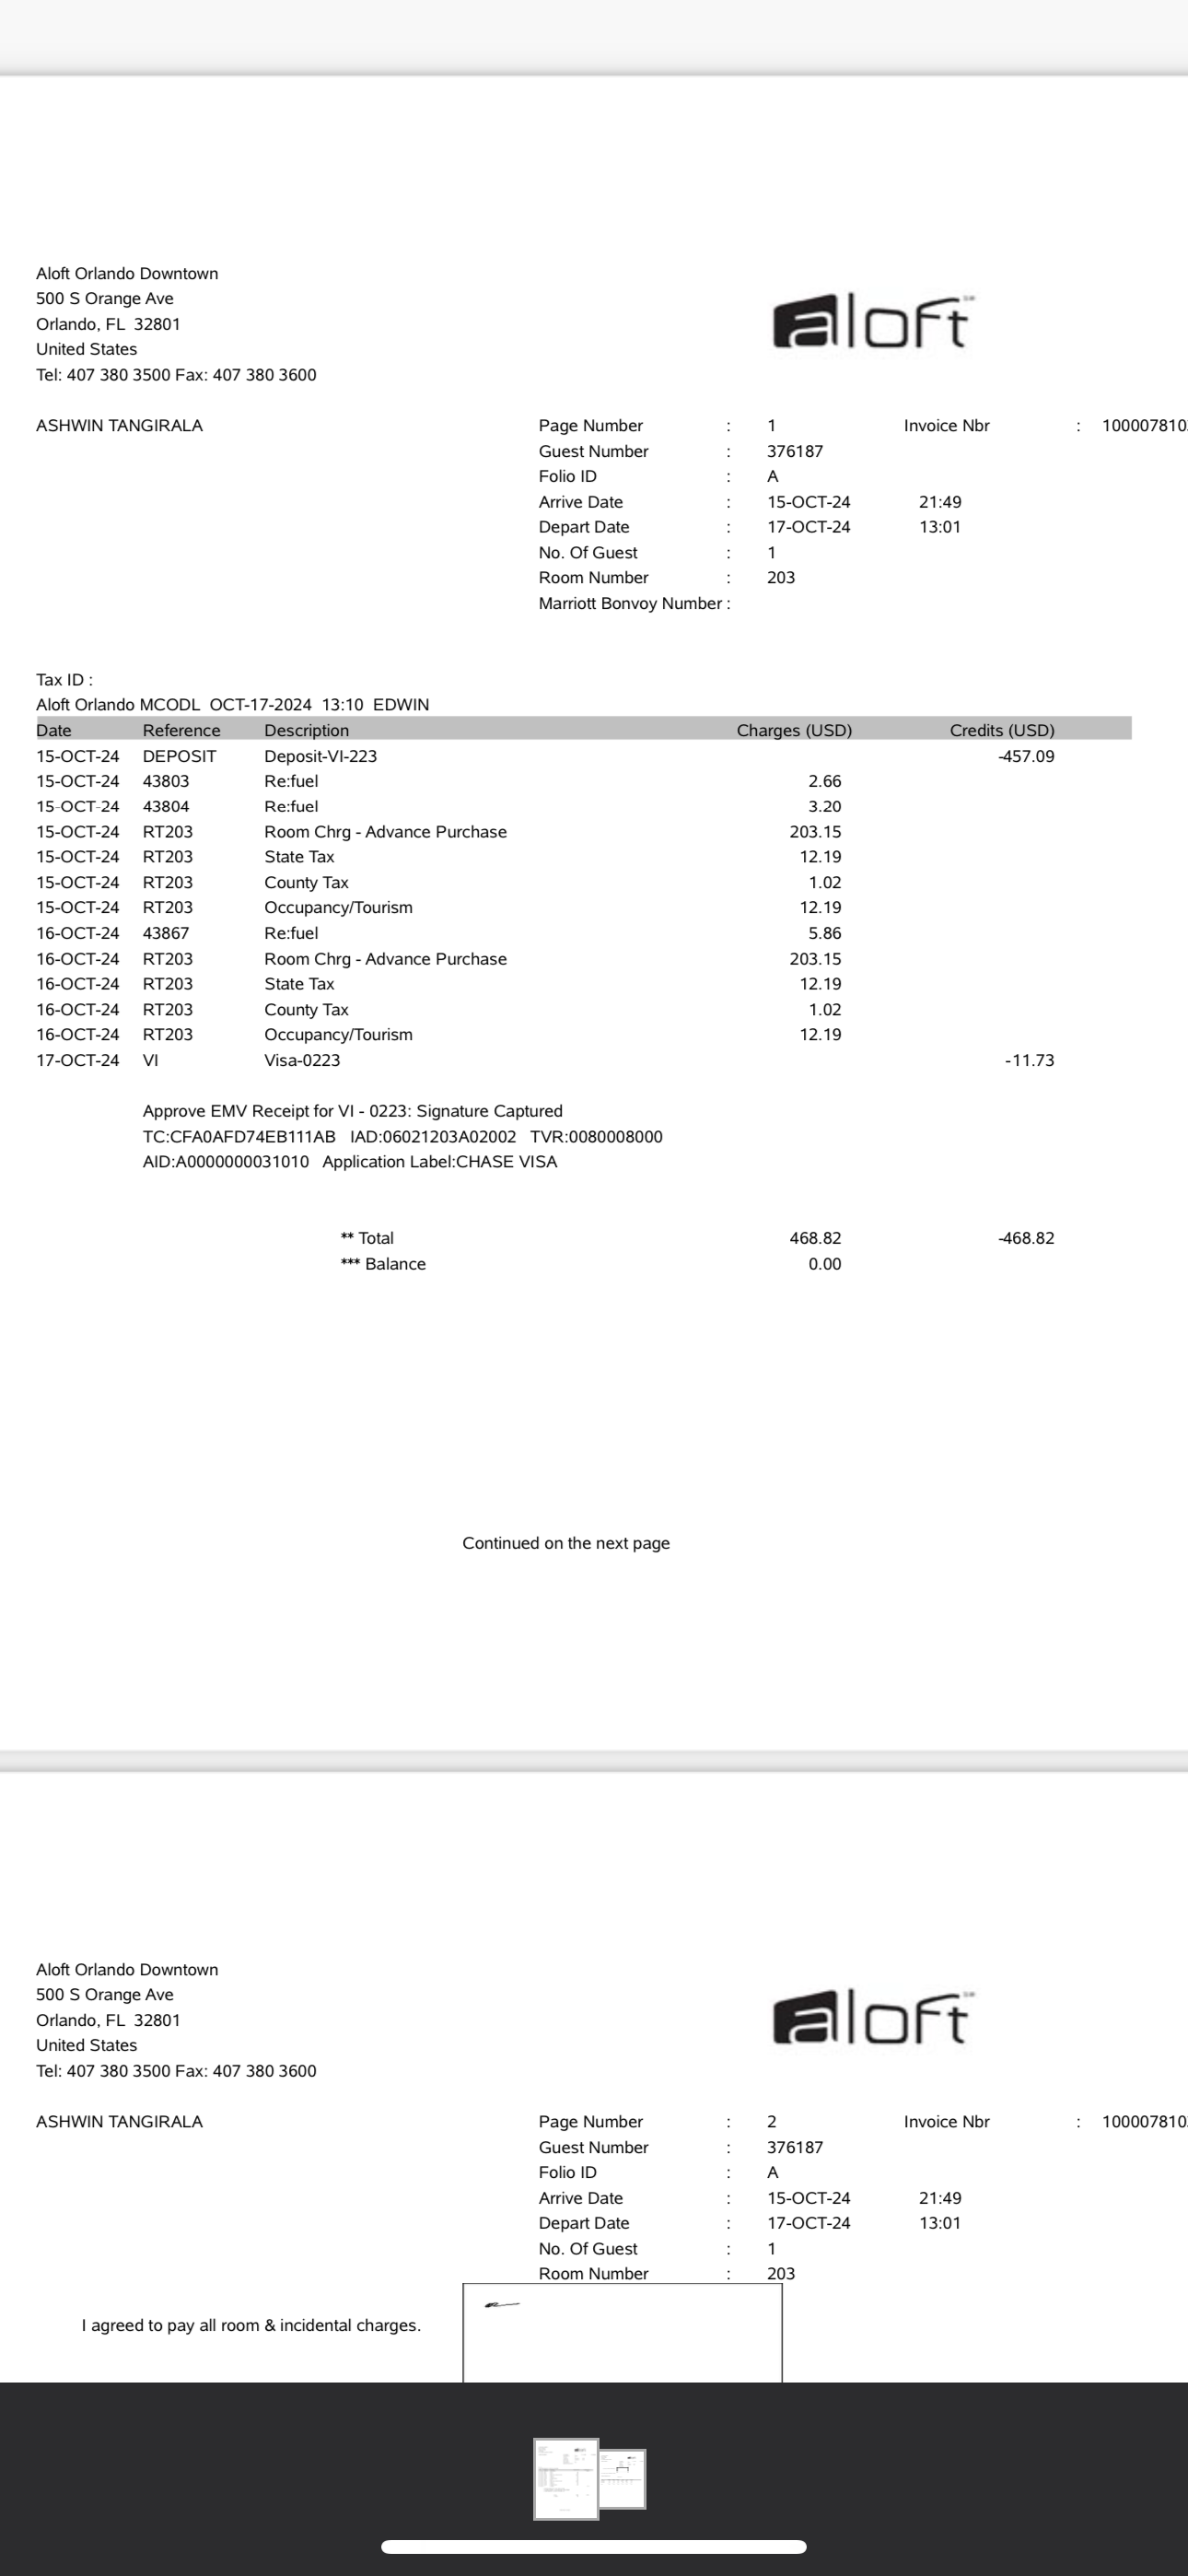 Aloft Orlando Downtown
500 S Orange Ave
Orlando, FL 32801
United States
Tel: 407 380 3500 Fax: 407 380 3600
aloft
ASHWIN TANGIRALA
Page Number : 1 Invoice Nbr : 100007810
Guest Number : 376187
Folio ID : A
Arrive Date : 15-OCT-24 21:49
Depart Date : 17-OCT-24 13:01
No. Of Guest : 1
Room Number : 203
Marriott Bonvoy Number :
Tax ID :
Aloft Orlando MCODL OCT-17-2024 13:10 EDWIN
Date Reference Description Charges (USD) Credits (USD)
15-OCT-24 DEPOSIT Deposit-VI-223 -457.09
15-OCT-24 43803 Re:fuel 2.66
15-OCT-24 43804 Re:fuel 3.20
15-OCT-24 RT203 Room Chrg - Advance Purchase 203.15
15-OCT-24 RT203 State Tax 12.19
15-OCT-24 RT203 County Tax 1.02
15-OCT-24 RT203 Occupancy/Tourism 12.19
16-OCT-24 43867 Re:fuel 5.86
16-OCT-24 RT203 Room Chrg - Advance Purchase 203.15
16-OCT-24 RT203 State Tax 12.19
16-OCT-24 RT203 County Tax 1.02
16-OCT-24 RT203 Occupancy/Tourism 12.19
17-OCT-24 VI Visa-0223 -11.73
Approve EMV Receipt for VI - 0223: Signature Captured
TC:CFA0AFD74EB111AB IAD:06021203A02002 TVR:0080008000
AID:A0000000031010 Application Label:CHASE VISA
** Total 468.82 -468.82
*** Balance 0.00
Continued on the next page
Aloft Orlando Downtown
500 S Orange Ave
Orlando, FL 32801
United States
Tel: 407 380 3500 Fax: 407 380 3600
aloft
ASHWIN TANGIRALA
Page Number : 2 Invoice Nbr : 100007810
Guest Number : 376187
Folio ID : A
Arrive Date : 15-OCT-24 21:49
Depart Date : 17-OCT-24 13:01
No. Of Guest : 1
Room Number : 203
I agreed to pay all room & incidental charges.